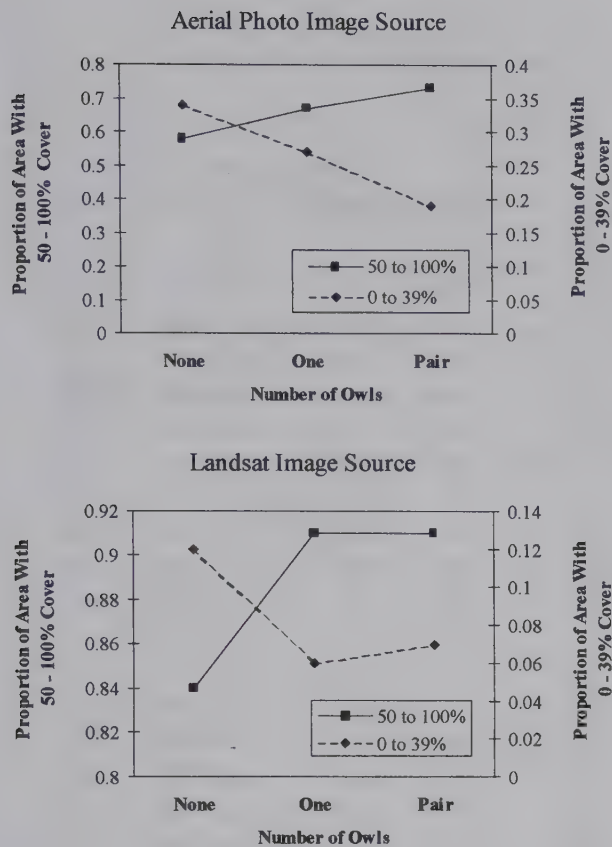 Aerial Photo Image Source
Proportion of Area With
50 - 100% Cover
0.8
0.7
0.6
0.5
0.4
0.3
0.2
0.1
0
0.4
0.35
0.3
0.25
0.2
0.15
0.1
0.05
0
Proportion of Area With
0 - 39% Cover
50 to 100%
0 to 39%
None One Pair
Number of Owls
Landsat Image Source
Proportion of Area With
50 - 100% Cover
0.92
0.9
0.88
0.86
0.84
0.82
0.8
0.14
0.12
0.1
0.08
0.06
0.04
0.02
0
Proportion of Area With
0 - 39% Cover
50 to 100%
0 to 39%
None One Pair
Number of Owls